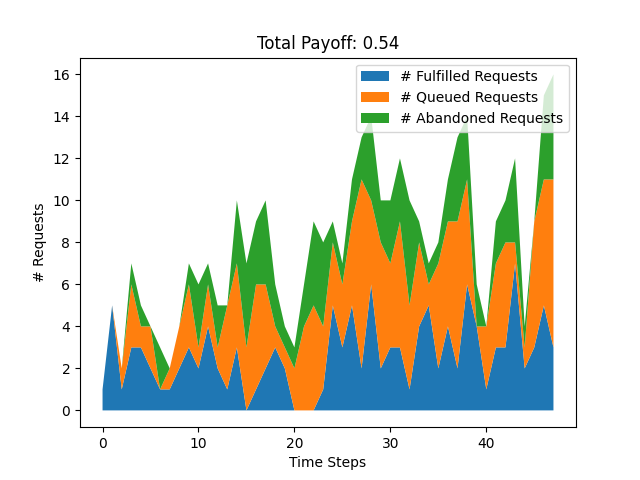 Total Payoff: 0.54
# Fulfilled Requests
# Queued Requests
# Abandoned Requests
16
14
12
10
8
6
4
2
0
# Requests
0 10 20 30 40
Time Steps